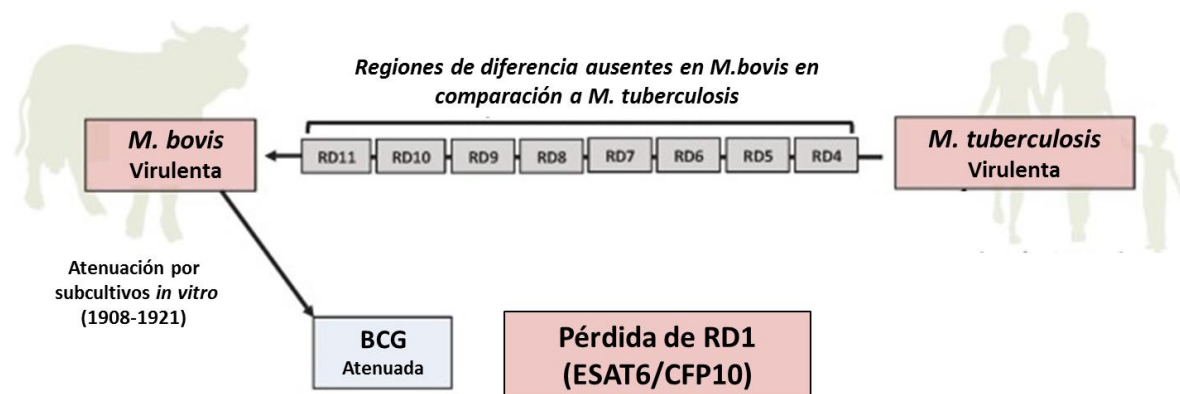 Regiones de diferencia ausentes en M.bovis en
comparación a M. tuberculosis
M. bovis
Virulenta
RD11 RD10 RD9 RD8 RD7 RD6 RD5 RD4
M. tuberculosis
Virulenta
Atenuación por
subcultivos in vitro
(1908-1921)
BCG
Atenuada
Pérdida de RD1
(ESAT6/CFP10)